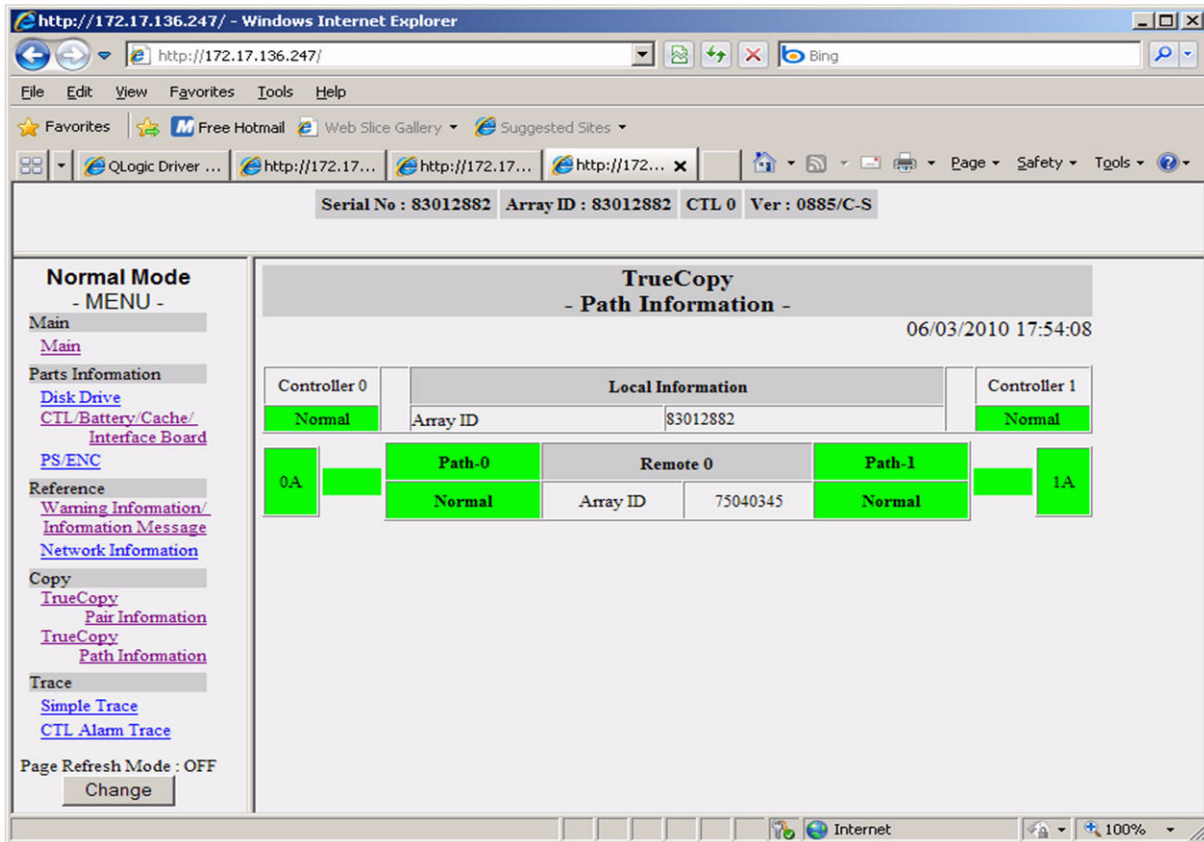 http://172.17.136.247/ - Windows Internet Explorer
http://172.17.136.247/
Bing
File Edit View Favorites Tools Help
Favorites Free Hotmail Web Slice Gallery Suggested Sites
QLogic Driver ... http://172.17... http://172.17... http://172... Page Safety Tools
Serial No : 83012882 Array ID : 83012882 CTL 0 Ver : 0885/C-S
Normal Mode
- MENU -
Main
Main
Parts Information
Disk Drive
CTL/Battery/Cache/
Interface Board
PS/ENC
Reference
Warning Information/
Information Message
Network Information
Copy
TrueCopy
Pair Information
TrueCopy
Path Information
Trace
Simple Trace
CTL Alarm Trace
Page Refresh Mode : OFF
Change
TrueCopy
- Path Information -
06/03/2010 17:54:08
Controller 0 Local Information Controller 1
Normal Array ID 83012882 Normal
0A Path-0 Remote 0 Path-1 1A
Normal Array ID 75040345 Normal
Internet 100%